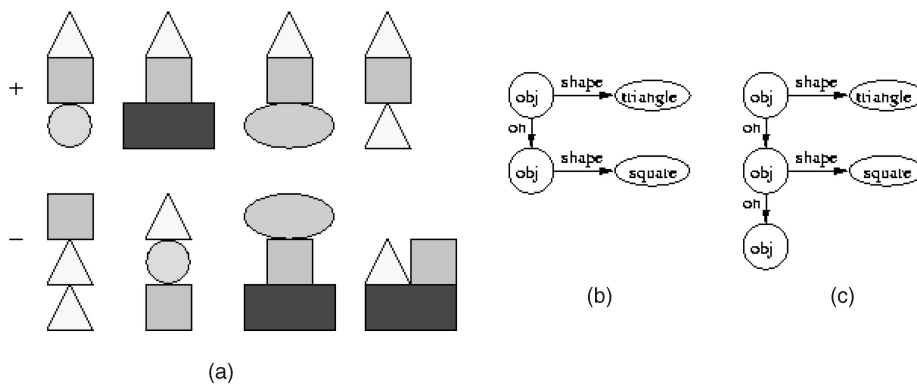 +
shape
obj
triangle
on
shape
obj
square
(b)
shape
obj
triangle
on
shape
obj
square
on
obj
(c)
−
(a)